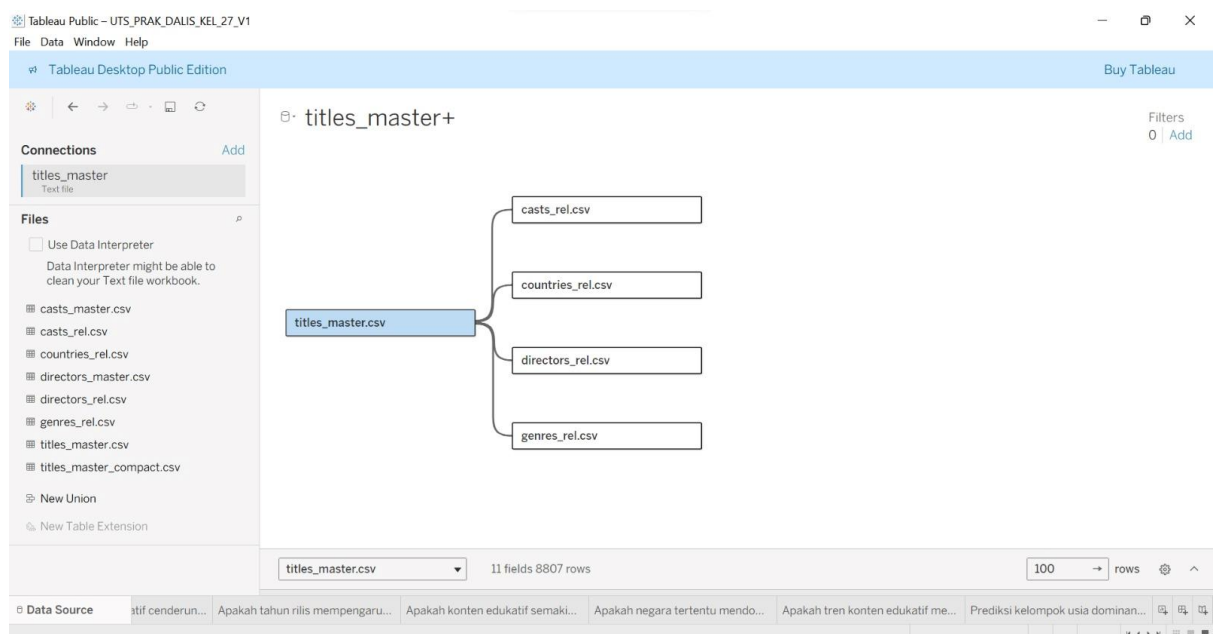 Tableau Public – UTS_PRAK_DALIS_KEL_27_V1
File Data Window Help
Tableau Desktop Public Edition
Buy Tableau
Connections Add
titles_master
Text file
Files
Use Data Interpreter
Data Interpreter might be able to
clean your Text file workbook.
casts_master.csv
casts_rel.csv
countries_rel.csv
directors_master.csv
directors_rel.csv
genres_rel.csv
titles_master.csv
titles_master_compact.csv
New Union
New Table Extension
titles_master+
Filters
0 Add
casts_rel.csv
countries_rel.csv
titles_master.csv
directors_rel.csv
genres_rel.csv
titles_master.csv 11 fields 8807 rows 100 rows
Data Source atif cenderun... Apakah tahun rilis mempengaru... Apakah konten edukatif semaki... Apakah negara tertentu mendo... Apakah tren konten edukatif me... Prediksi kelompok usia dominan...